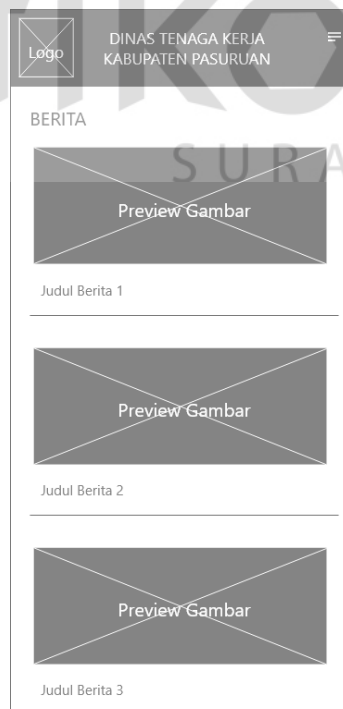 Logo
DINAS TENAGA KERJA
KABUPATEN PASURUAN
BERITA
SURA
Preview Gambar
Judul Berita 1
Preview Gambar
Judul Berita 2
Preview Gambar
Judul Berita 3